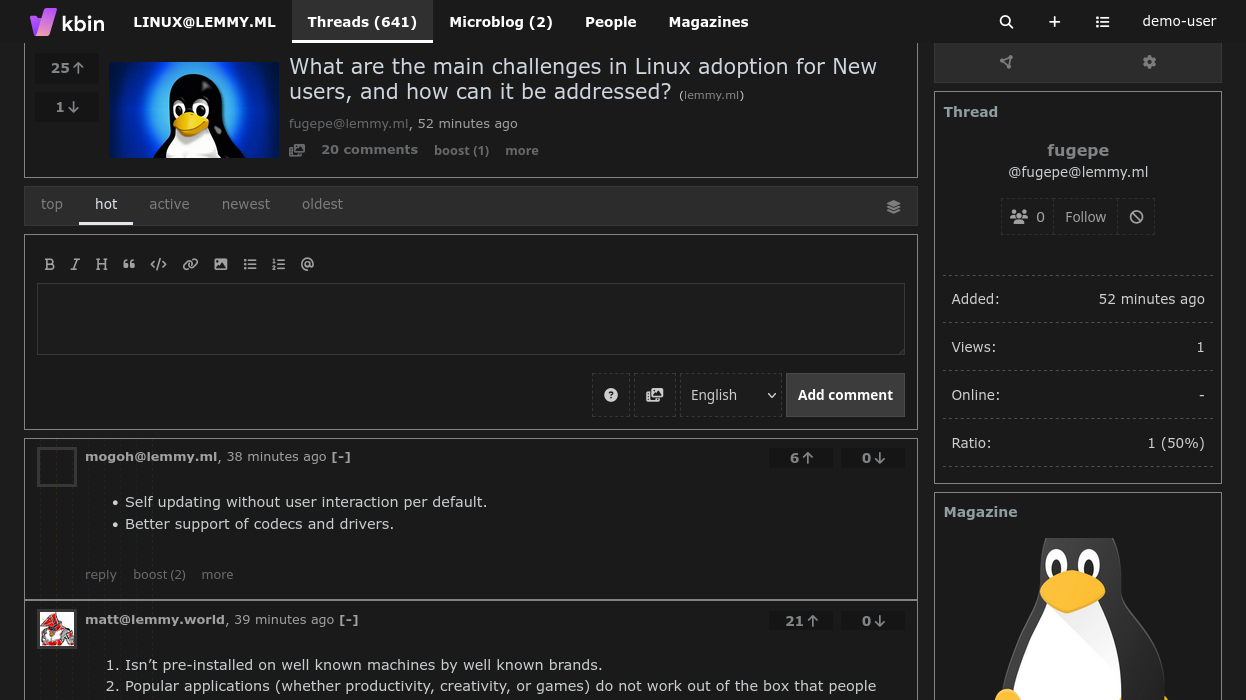 kbin LINUX@LEMMY.ML Threads (641) Microblog (2) People Magazines demo-user
25
1
What are the main challenges in Linux adoption for New
users, and how can it be addressed? (lemmy.ml)
fugepe@lemmy.ml, 52 minutes ago
20 comments boost (1) more
top hot active newest oldest
English Add comment
mogoh@lemmy.ml, 38 minutes ago [-] 6 0
• Self updating without user interaction per default.
• Better support of codecs and drivers.
reply boost (2) more
matt@lemmy.world, 39 minutes ago [-] 21 0
1. Isn’t pre-installed on well known machines by well known brands.
2. Popular applications (whether productivity, creativity, or games) do not work out of the box that people
Thread
fugepe
@fugepe@lemmy.ml
0 Follow
Added: 52 minutes ago
Views: 1
Online: -
Ratio: 1 (50%)
Magazine